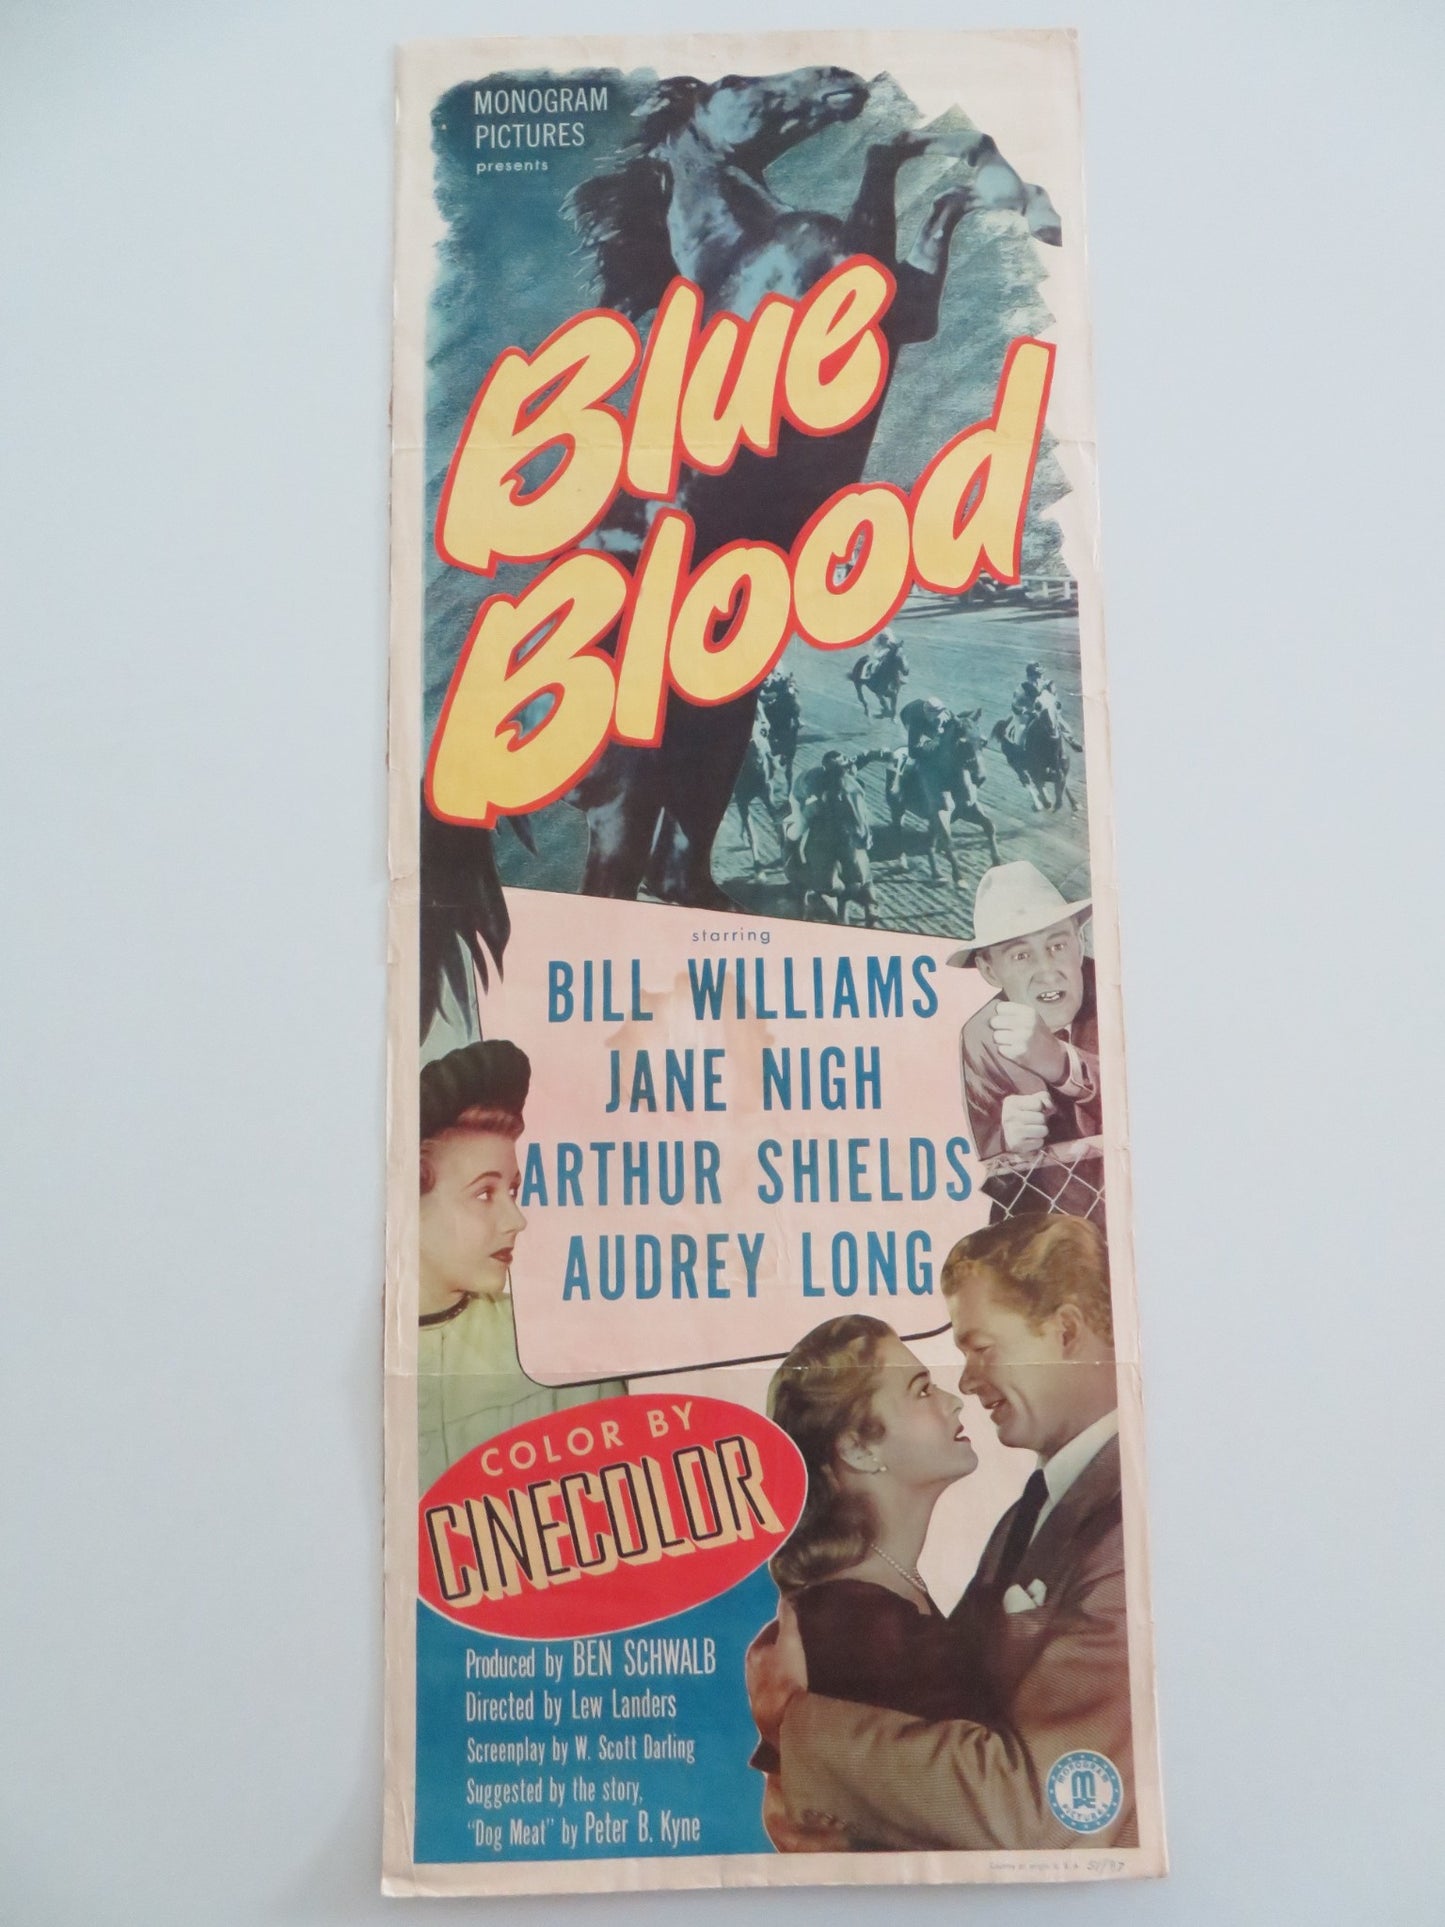 MONOGRAM
PICTURES
presents
Blue
Blood
starring
BILL WILLIAMS
JANE NIGH
ARTHUR SHIELDS
AUDREY LONG
COLOR BY
CINECOLOR
Produced by BEN SCHWALB
Directed by Lew Landers
Screenplay by W. Scott Darling
Suggested by the story,
"Dog Meat" by Peter B. Kyne
MONOGRAM
PICTURES